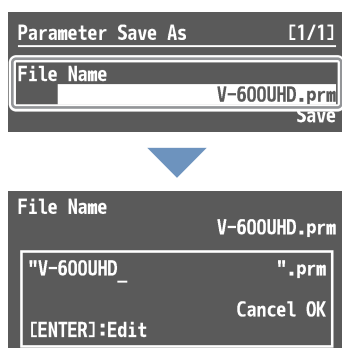 Parameter Save As [1/1]
File Name
V-600UHD.prm
Save
File Name
V-600UHD.prm
"V-600UHD_ ".prm
Cancel OK
[ENTER]:Edit